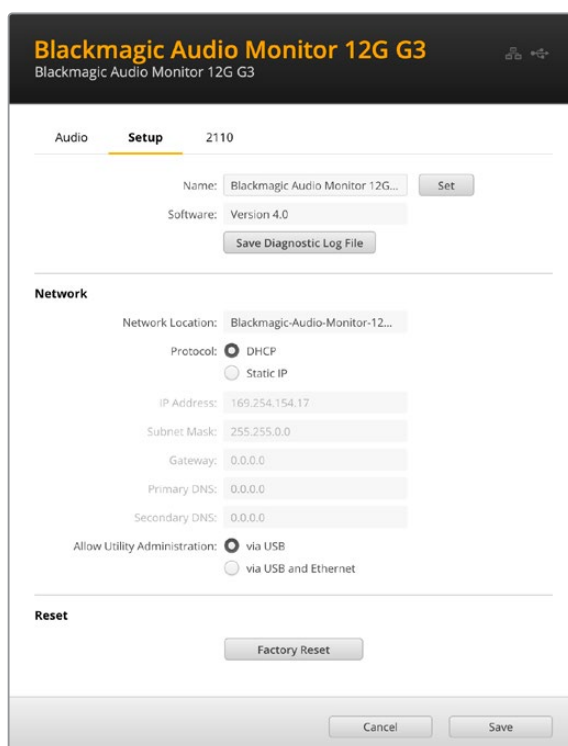 Blackmagic Audio Monitor 12G G3
Blackmagic Audio Monitor 12G G3
Audio Setup 2110
Name: Blackmagic Audio Monitor 12G... Set
Software: Version 4.0
Save Diagnostic Log File
Network
Network Location: Blackmagic-Audio-Monitor-12...
Protocol: DHCP
Static IP
IP Address: 169.254.154.17
Subnet Mask: 255.255.0.0
Gateway: 0.0.0.0
Primary DNS: 0.0.0.0
Secondary DNS: 0.0.0.0
Allow Utility Administration: via USB
via USB and Ethernet
Reset
Factory Reset
Cancel Save